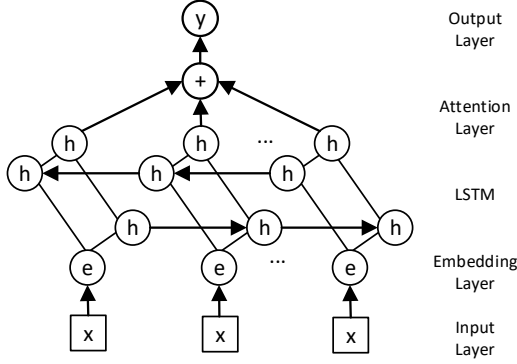 y
Output
Layer
+
Attention
Layer
h h ... h
h h h
LSTM
h h h
Embedding
Layer
e e ... e
x x x
Input
Layer